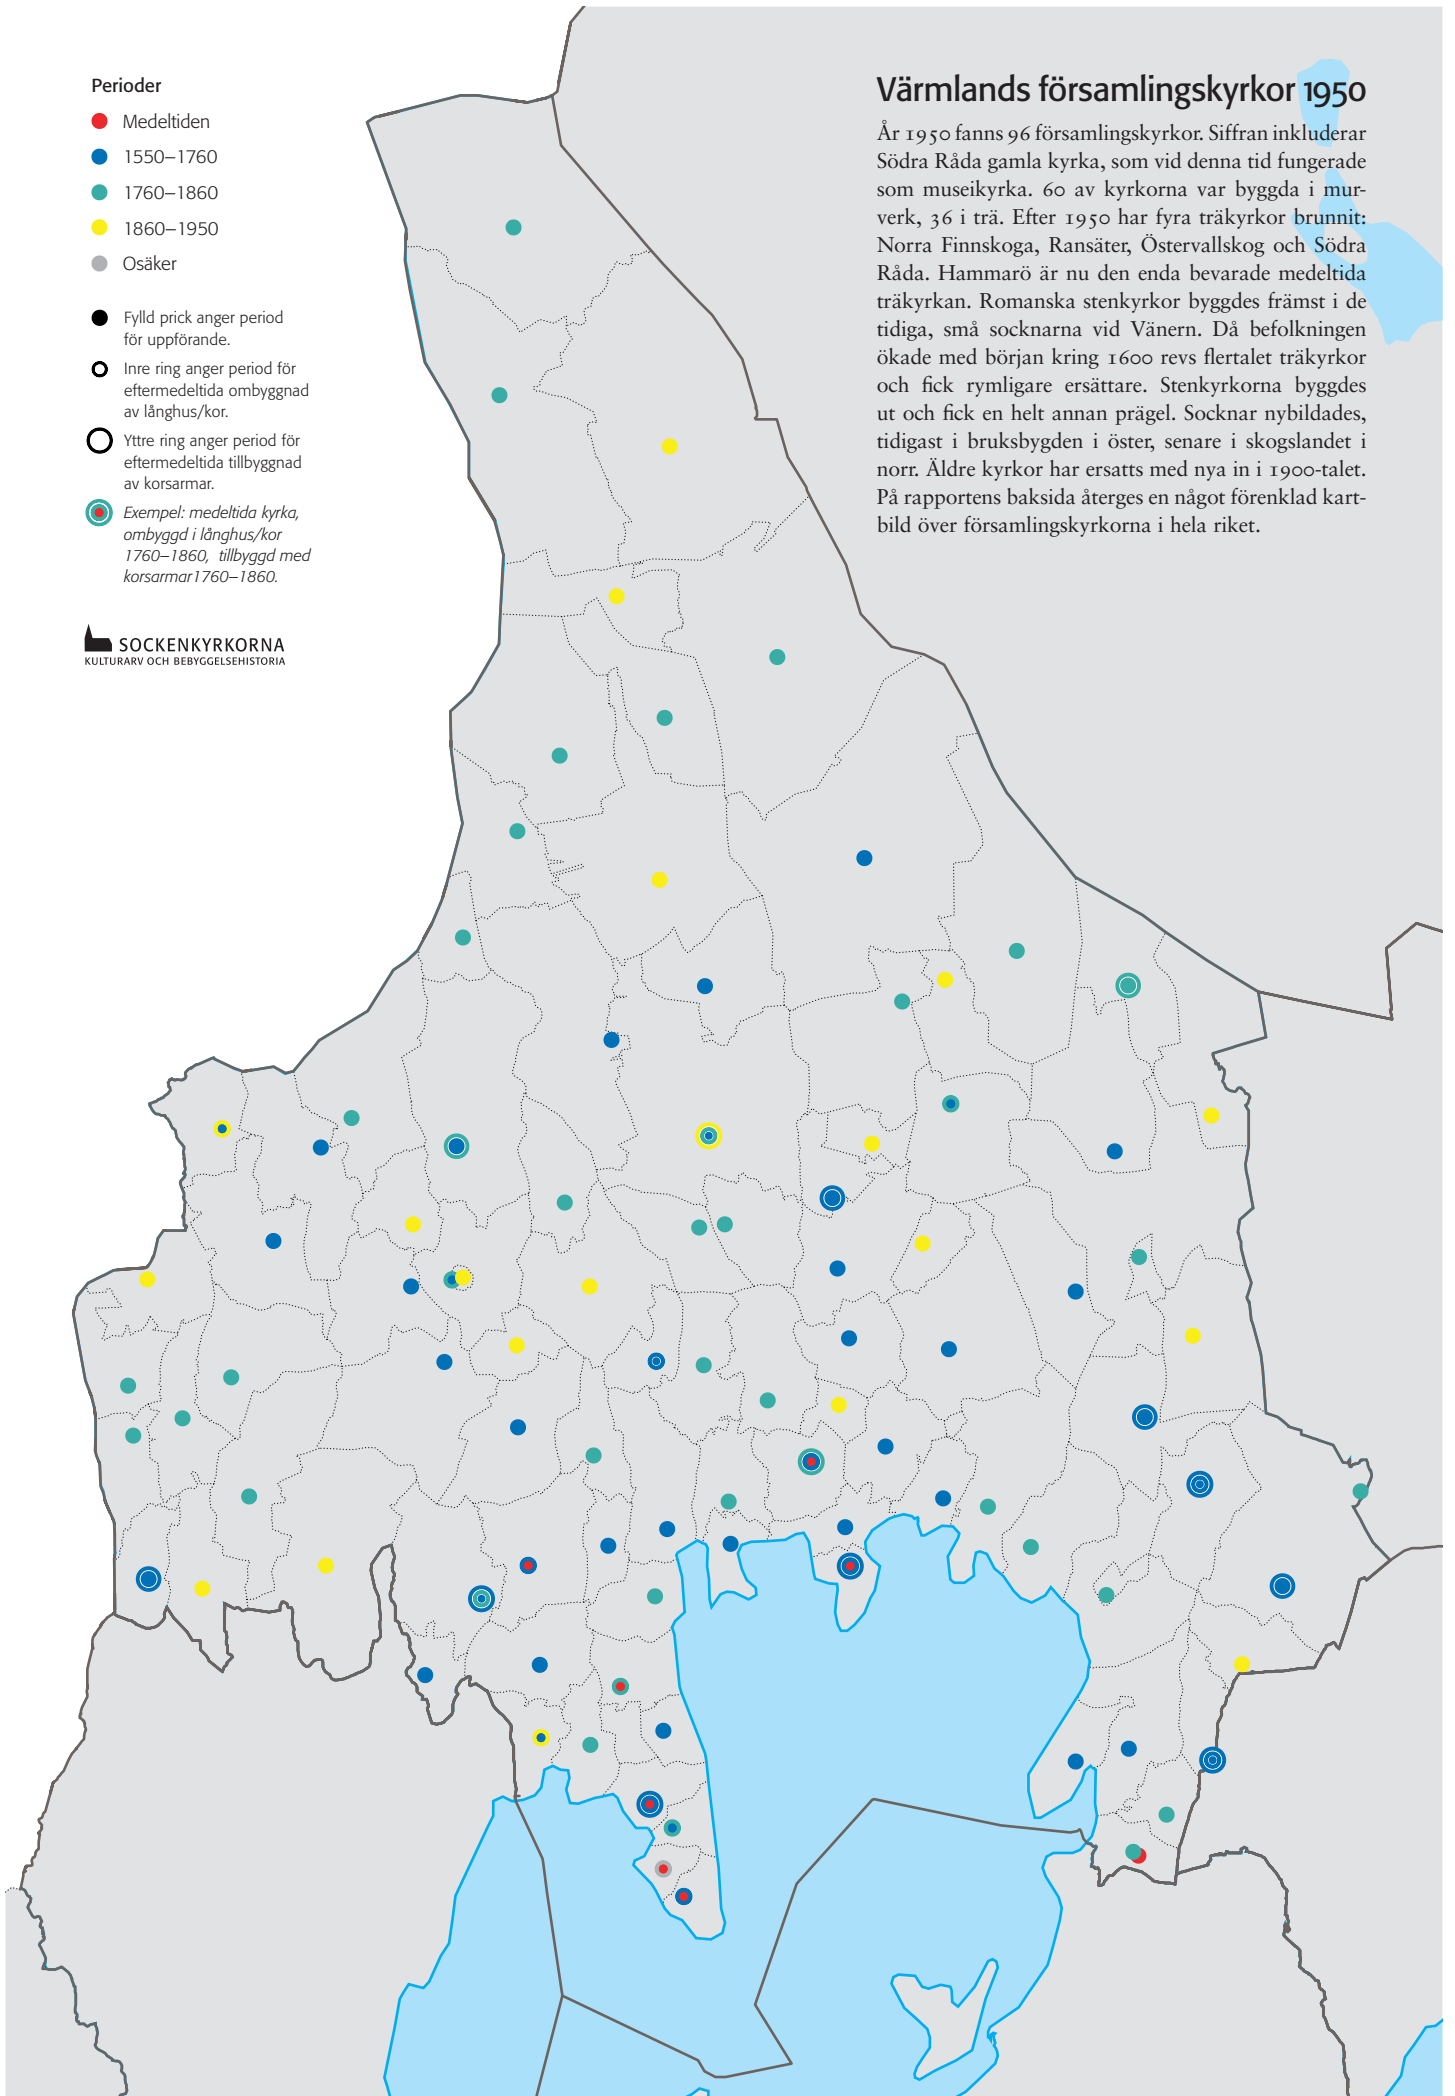 Perioder
Medeltiden
1550–1760
1760–1860
1860–1950
Osäker
Fylld prick anger period
för uppförande.
Inre ring anger period för
eftermedeltida ombyggnad
av långhus/kor.
Yttre ring anger period för
eftermedeltida tillbyggnad
av korsarmar.
Exempel: medeltida kyrka,
ombyggd i långhus/kor
1760–1860, tillbyggd med
korsarmar1760–1860.
SOCKENKYRKORNA
KULTURARV OCH BEBYGGELSEHISTORIA
Värmlands församlingskyrkor 1950
År 1950 fanns 96 församlingskyrkor. Siffran inkluderar
Södra Råda gamla kyrka, som vid denna tid fungerade
som museikyrka. 60 av kyrkorna var byggda i mur-
verk, 36 i trä. Efter 1950 har fyra träkyrkor brunnit:
Norra Finnskoga, Ransäter, Östervallskog och Södra
Råda. Hammarö är nu den enda bevarade medeltida
träkyrkan. Romanska stenkyrkor byggdes främst i de
tidiga, små socknarna vid Vänern. Då befolkningen
ökade med början kring 1600 revs flertalet träkyrkor
och fick rymligare ersättare. Stenkyrkorna byggdes
ut och fick en helt annan prägel. Socknar nybildades,
tidigast i bruksbygden i öster, senare i skogslandet i
norr. Äldre kyrkor har ersatts med nya in i 1900-talet.
På rapportens baksida återges en något förenklad kart-
bild över församlingskyrkorna i hela riket.